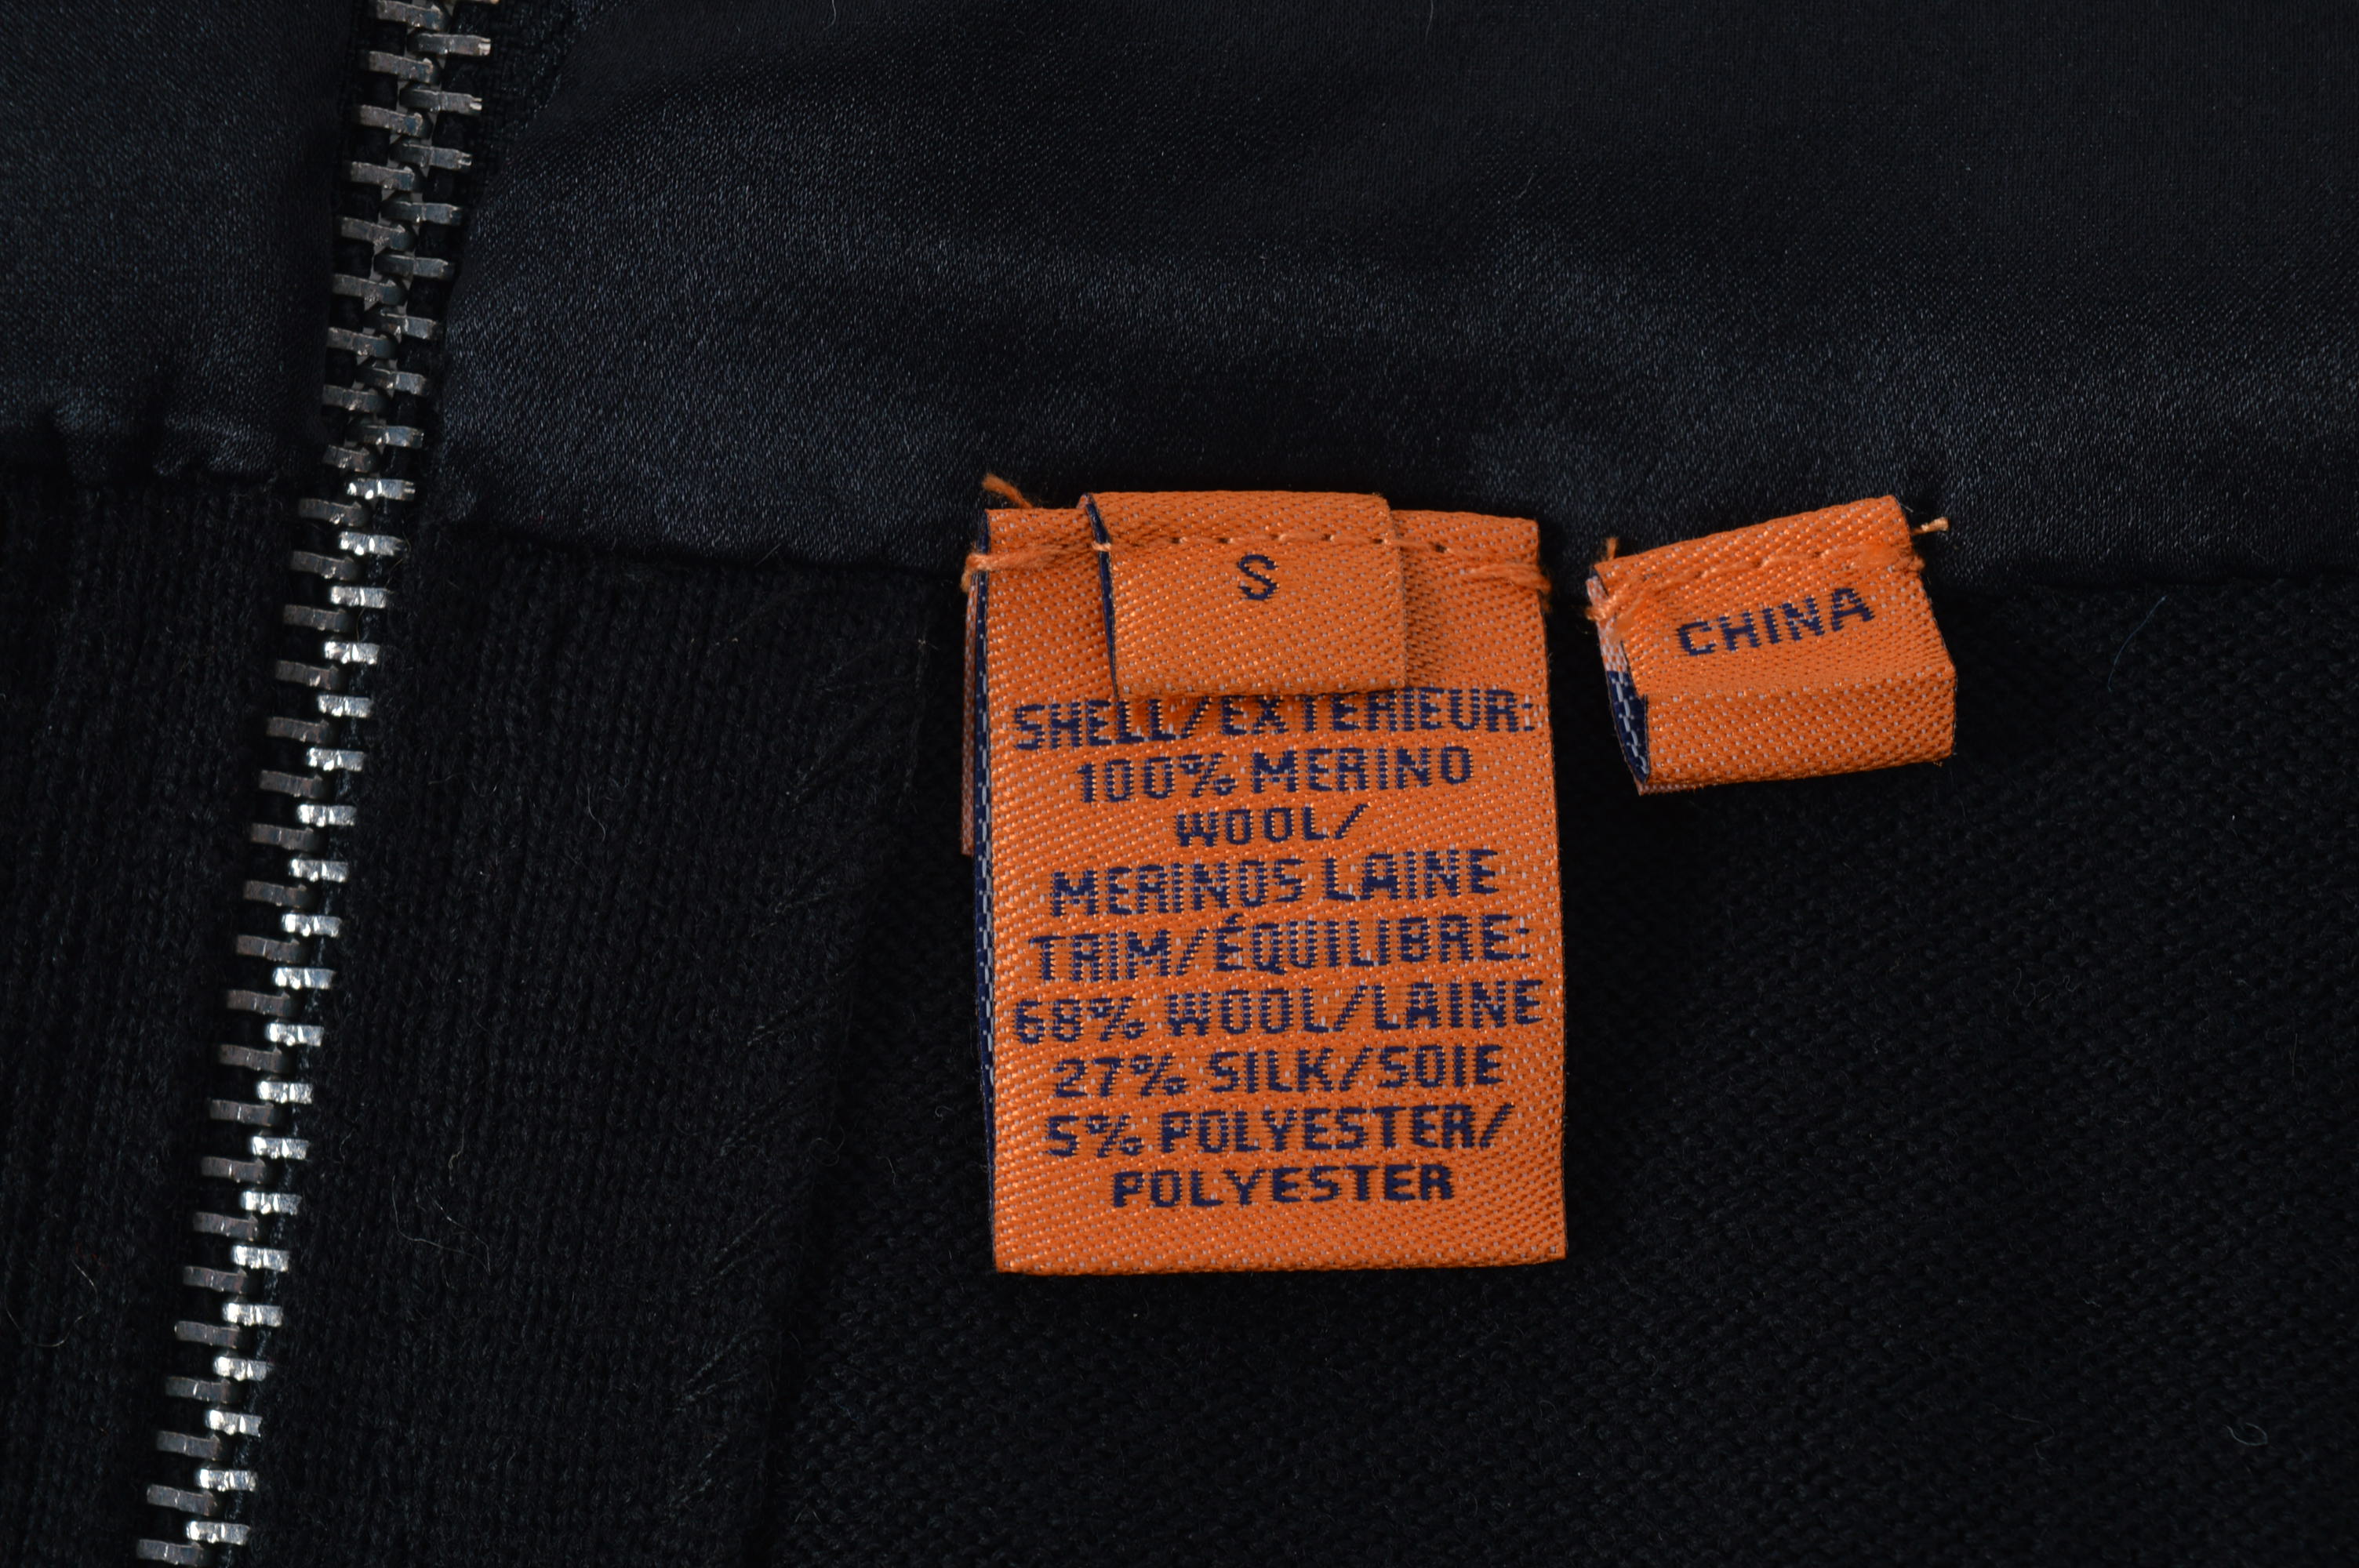 S
SHELL/EXTERIEUR:
100% MERINO
WOOL/
MERINOS LAINE
TRIM/ÉQUILIBRE:
68% WOOL/LAINE
27% SILK/SOIE
5% POLYESTER/
POLYESTER
CHINA